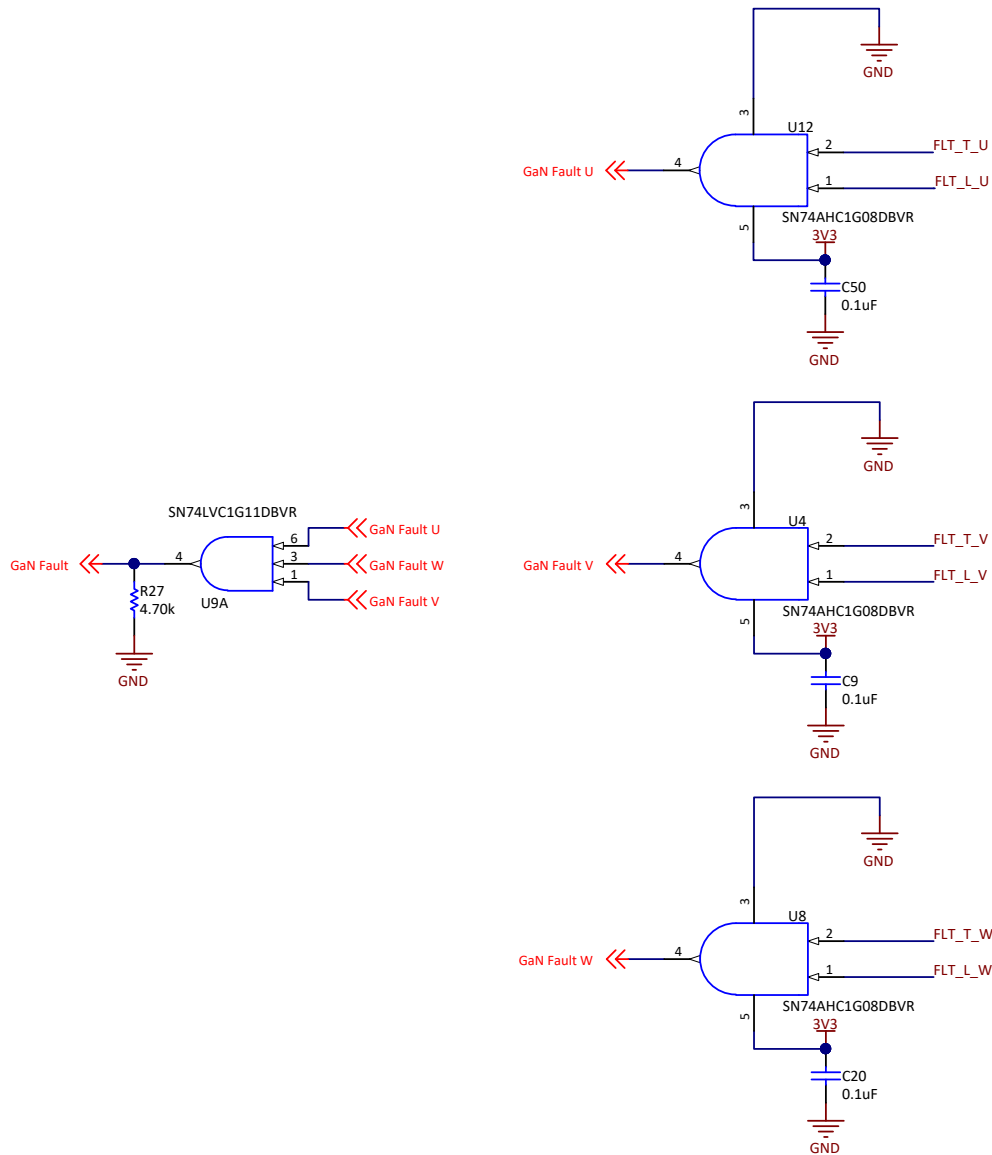 GND
3
U12
2
FLT_T_U
GaN Fault U
4
1
FLT_L_U
SN74AHC1G08DBVR
5
3V3
C50
0.1uF
GND
GND
3
SN74LVC1G11DBVR
U4
6
GaN Fault U
2
FLT_T_V
GaN Fault
4
3
GaN Fault W
GaN Fault V
4
1
GaN Fault V
1
FLT_L_V
R27
4.70k
U9A
SN74AHC1G08DBVR
5
3V3
GND
C9
0.1uF
GND
GND
3
U8
2
FLT_T_W
GaN Fault W
4
1
FLT_L_W
SN74AHC1G08DBVR
5
3V3
C20
0.1uF
GND